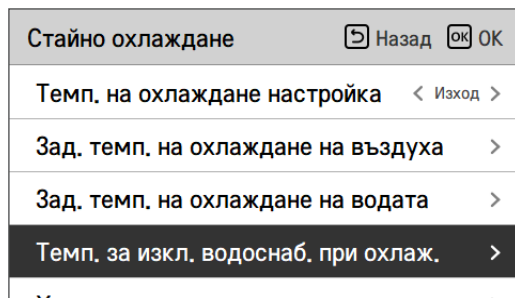 Стайно охлаждане Назад OK OK
Темп. на охлаждане настройка < Изход >
Зад. темп. на охлаждане на въздуха >
Зад. темп. на охлаждане на водата >
Темп. за изкл. водоснаб. при охлаж. >